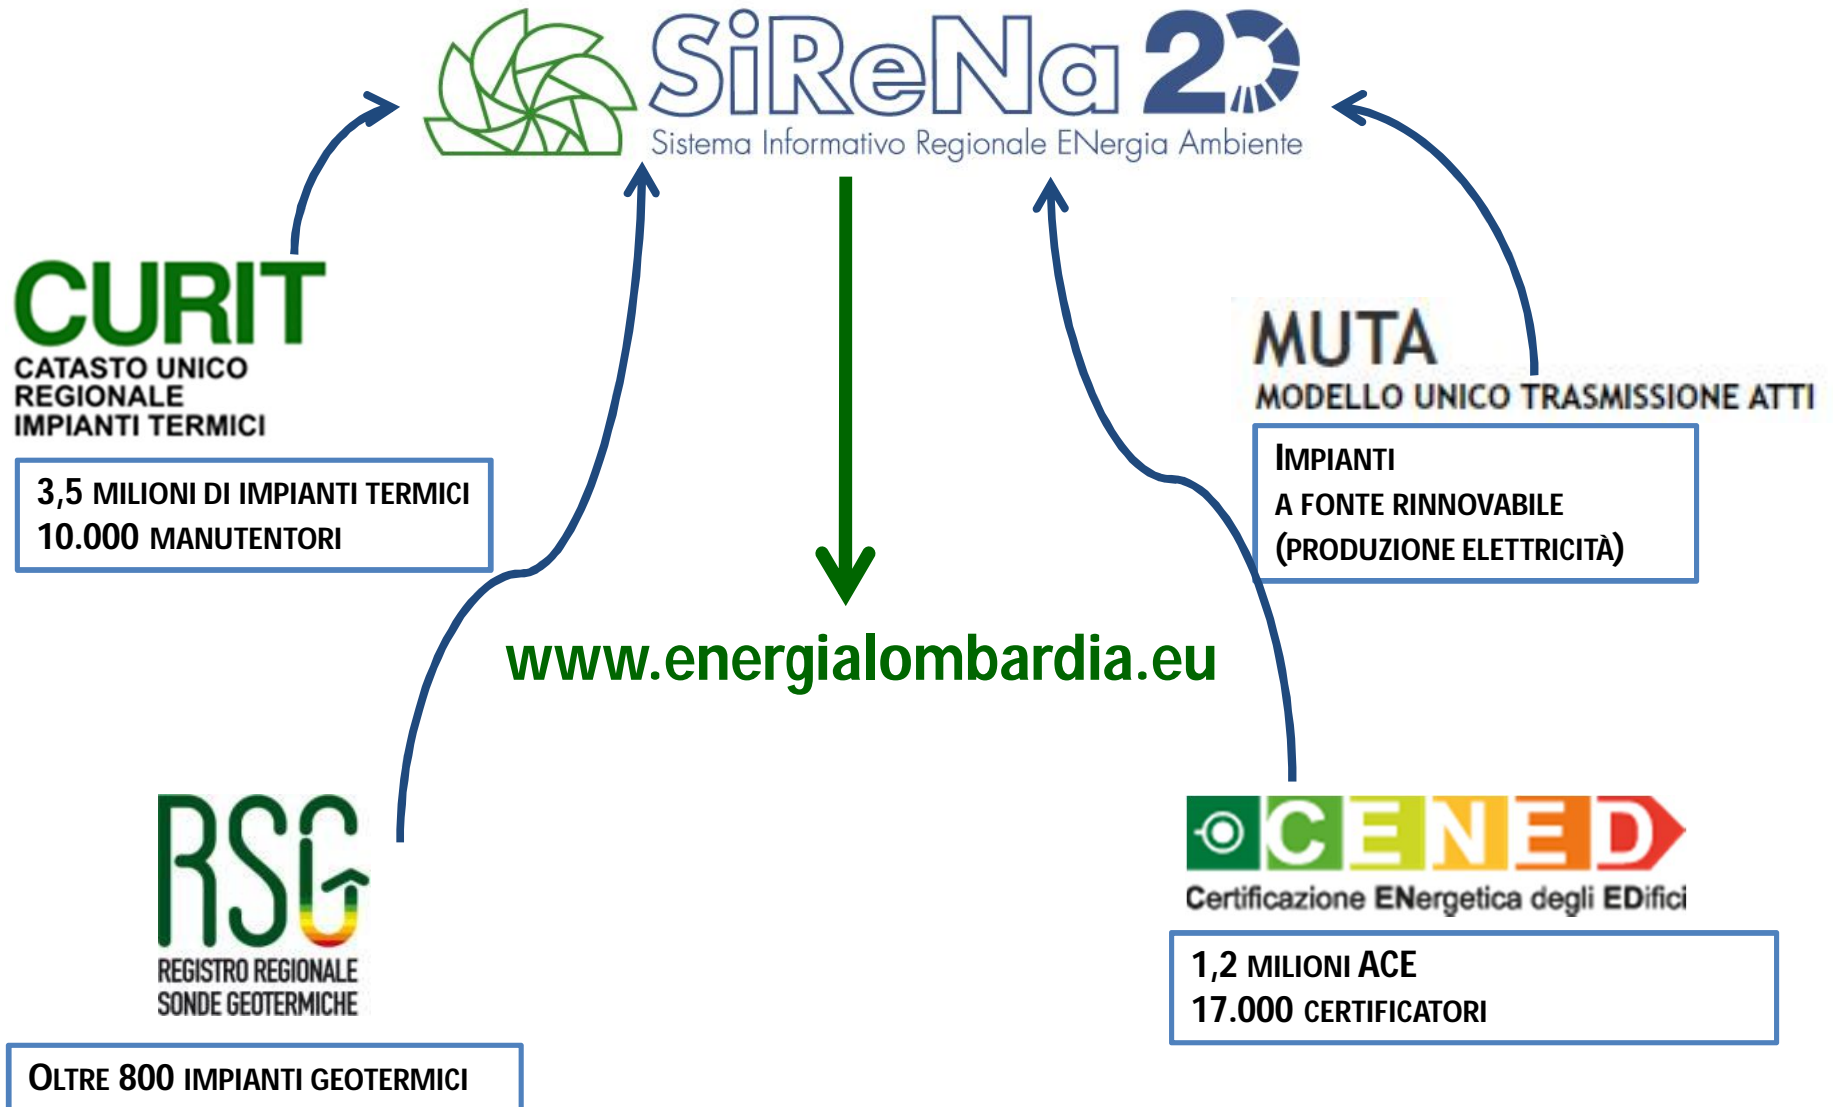 SiReNa 20
Sistema Informativo Regionale ENergia Ambiente
CURIT
CATASTO UNICO
REGIONALE
IMPIANTI TERMICI
3,5 MILIONI DI IMPIANTI TERMICI
10.000 MANUTENTORI
MUTA
MODELLO UNICO TRASMISSIONE ATTI
IMPIANTI
A FONTE RINNOVABILE
(PRODUZIONE ELETTRICITÀ)
www.energialombardia.eu
RSG
REGISTRO REGIONALE
SONDE GEOTERMICHE
OLTRE 800 IMPIANTI GEOTERMICI
CENED
Certificazione ENergetica degli EDifici
1,2 MILIONI ACE
17.000 CERTIFICATORI